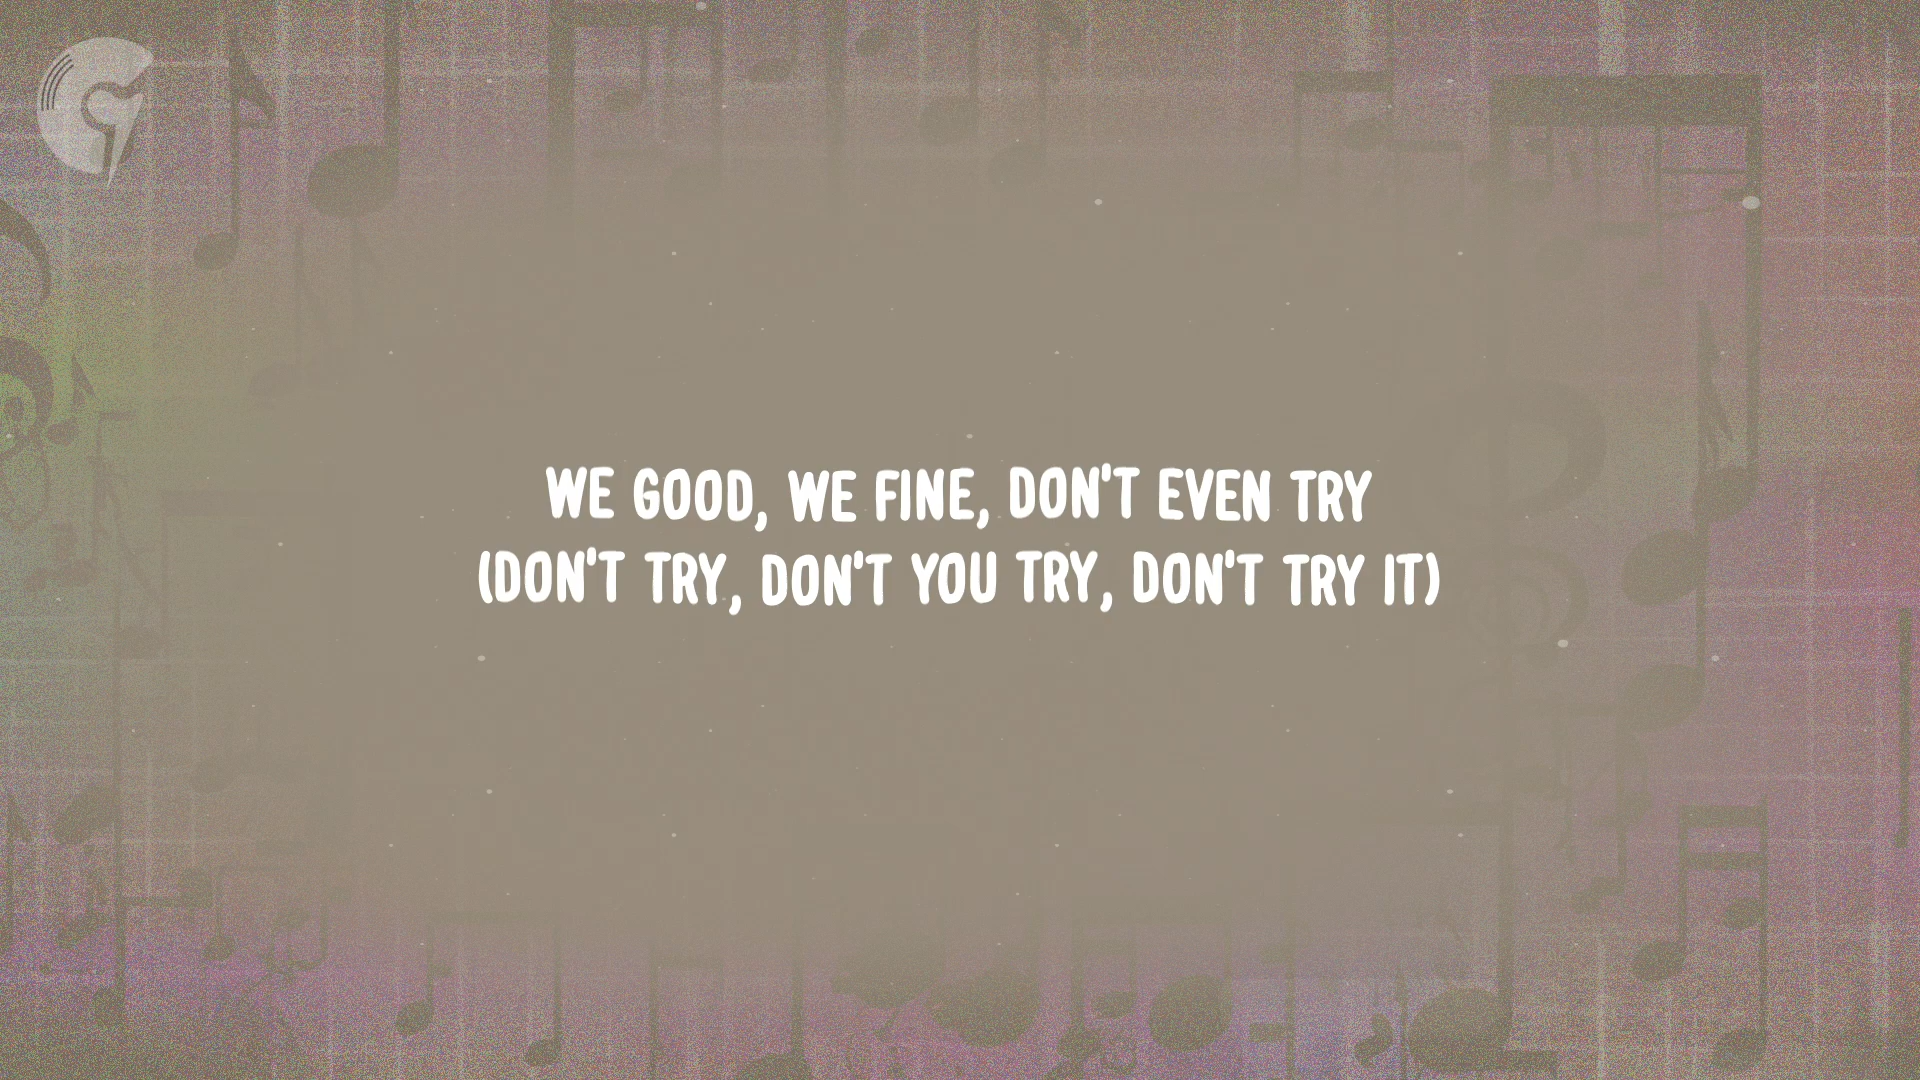 WE GOOD, WE FINE, DON'T EVEN TRY
(DON'T TRY, DON'T YOU TRY, DON'T TRY IT)